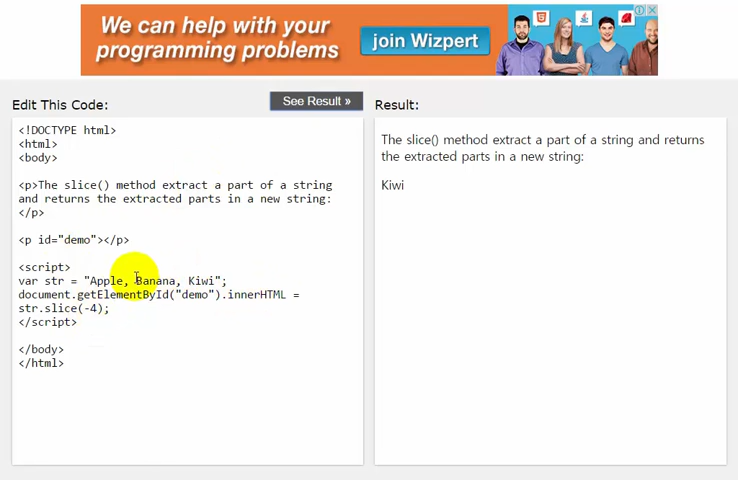 We can help with your
programming problems
join Wizpert
Edit This Code:
See Result »
Result:
<!DOCTYPE html>
<html>
<body>
<p>The slice() method extract a part of a string
and returns the extracted parts in a new string:
</p>
<p id="demo"></p>
<script>
var str = "Apple, Banana, Kiwi";
document.getElementById("demo").innerHTML =
str.slice(-4);
</script>
</body>
</html>
The slice() method extract a part of a string and returns
the extracted parts in a new string:
Kiwi